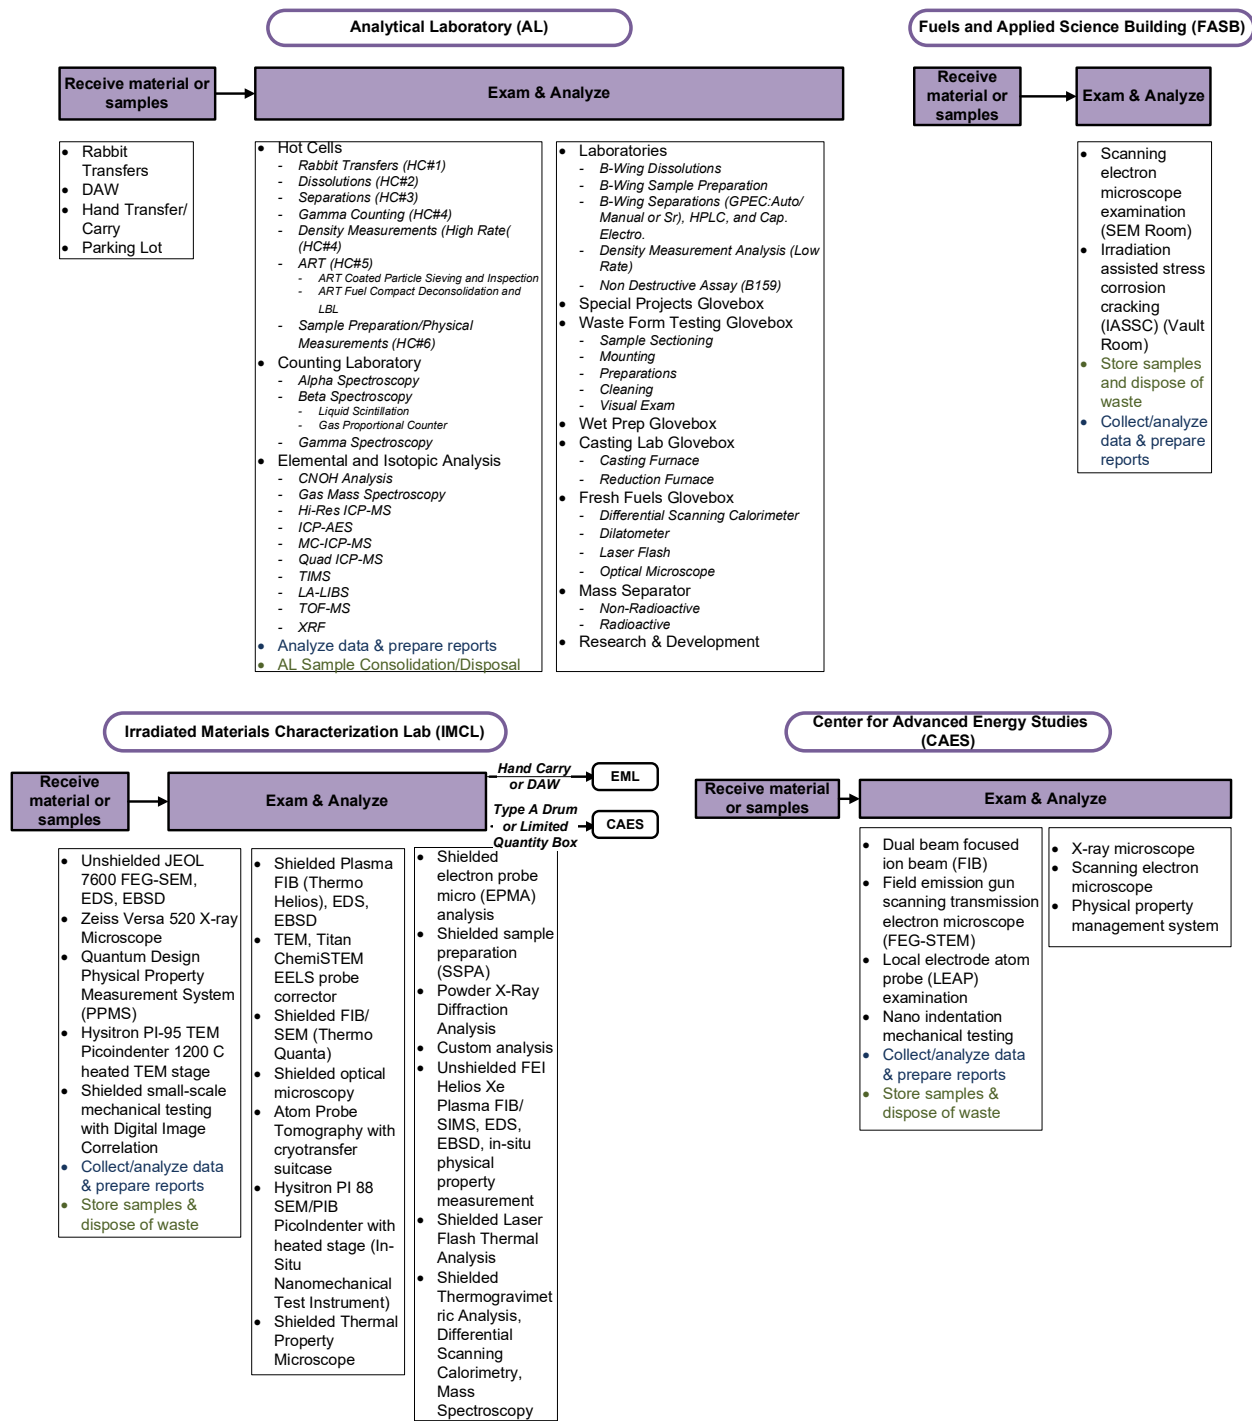 Analytical Laboratory (AL)
Receive material or
samples
Exam & Analyze
• Rabbit
Transfers
• DAW
• Hand Transfer/
Carry
• Parking Lot
• Hot Cells
- Rabbit Transfers (HC#1)
- Dissolutions (HC#2)
- Separations (HC#3)
- Gamma Counting (HC#4)
- Density Measurements (High Rate(
(HC#4)
- ART (HC#5)
- ART Coated Particle Sieving and Inspection
- ART Fuel Compact Deconsolidation and
LBL
- Sample Preparation/Physical
Measurements (HC#6)
• Counting Laboratory
- Alpha Spectroscopy
- Beta Spectroscopy
- Liquid Scintillation
- Gas Proportional Counter
- Gamma Spectroscopy
• Elemental and Isotopic Analysis
- CNOH Analysis
- Gas Mass Spectroscopy
- Hi-Res ICP-MS
- ICP-AES
- MC-ICP-MS
- Quad ICP-MS
- TIMS
- LA-LIBS
- TOF-MS
- XRF
• Analyze data & prepare reports
• AL Sample Consolidation/Disposal
• Laboratories
- B-Wing Dissolutions
- B-Wing Sample Preparation
- B-Wing Separations (GPEC:Auto/
Manual or Sr), HPLC, and Cap.
Electro.
- Density Measurement Analysis (Low
Rate)
- Non Destructive Assay (B159)
• Special Projects Glovebox
• Waste Form Testing Glovebox
- Sample Sectioning
- Mounting
- Preparations
- Cleaning
- Visual Exam
• Wet Prep Glovebox
• Casting Lab Glovebox
- Casting Furnace
- Reduction Furnace
• Fresh Fuels Glovebox
- Differential Scanning Calorimeter
- Dilatometer
- Laser Flash
- Optical Microscope
• Mass Separator
- Non-Radioactive
- Radioactive
• Research & Development
Fuels and Applied Science Building (FASB)
Receive
material or
samples
Exam & Analyze
• Scanning
electron
microscope
examination
(SEM Room)
• Irradiation
assisted stress
corrosion
cracking
(IASSC) (Vault
Room)
• Store samples
and dispose of
waste
• Collect/analyze
data & prepare
reports
Irradiated Materials Characterization Lab (IMCL)
Receive
material or
samples
Exam & Analyze
Hand Carry
or DAW
EML
Type A Drum
or Limited
Quantity Box
CAES
• Unshielded JEOL
7600 FEG-SEM,
EDS, EBSD
• Zeiss Versa 520 X-ray
Microscope
• Quantum Design
Physical Property
Measurement System
(PPMS)
• Hysitron PI-95 TEM
Picoindenter 1200 C
heated TEM stage
• Shielded small-scale
mechanical testing
with Digital Image
Correlation
• Collect/analyze data
& prepare reports
• Store samples &
dispose of waste
• Shielded Plasma
FIB (Thermo
Helios), EDS,
EBSD
• TEM, Titan
ChemiSTEM
EELS probe
corrector
• Shielded FIB/
SEM (Thermo
Quanta)
• Shielded optical
microscopy
• Atom Probe
Tomography with
cryotransfer
suitcase
• Hysitron PI 88
SEM/PIB
PicoIndenter with
heated stage (In-
Situ
Nanomechanical
Test Instrument)
• Shielded Thermal
Property
Microscope
• Shielded
electron probe
micro (EPMA)
analysis
• Shielded sample
preparation
(SSPA)
• Powder X-Ray
Diffraction
Analysis
• Custom analysis
• Unshielded FEI
Helios Xe
Plasma FIB/
SIMS, EDS,
EBSD, in-situ
physical
property
measurement
• Shielded Laser
Flash Thermal
Analysis
• Shielded
Thermogravimet
ric Analysis,
Differential
Scanning
Calorimetry,
Mass
Spectroscopy
Center for Advanced Energy Studies
(CAES)
Receive material
or samples
Exam & Analyze
• Dual beam focused
ion beam (FIB)
• Field emission gun
scanning transmission
electron microscope
(FEG-STEM)
• Local electrode atom
probe (LEAP)
examination
• Nano indentation
mechanical testing
• Collect/analyze data
& prepare reports
• Store samples &
dispose of waste
• X-ray microscope
• Scanning electron
microscope
• Physical property
management system